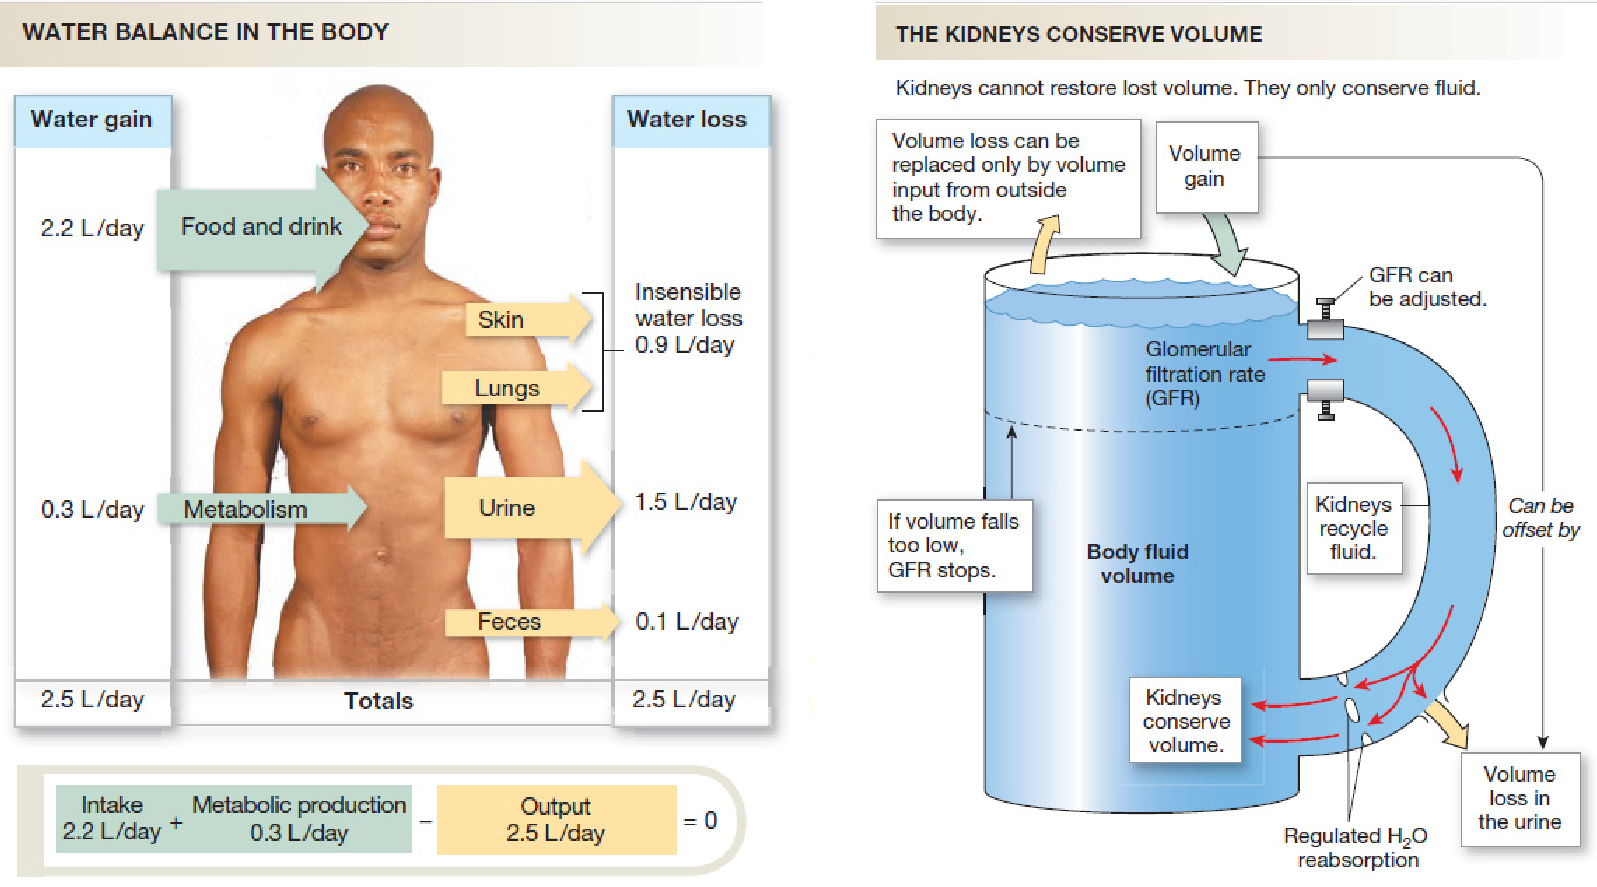 WATER BALANCE IN THE BODY
Water gain
Water loss
2.2 L/day
Food and drink
Skin
Lungs
Insensible
water loss
0.9 L/day
0.3 L/day
Metabolism
Urine
1.5 L/day
Feces
0.1 L/day
2.5 L/day
Totals
2.5 L/day
Intake
2.2 L/day
+
Metabolic production
0.3 L/day
–
Output
2.5 L/day
= 0
THE KIDNEYS CONSERVE VOLUME
Kidneys cannot restore lost volume. They only conserve fluid.
Volume loss can be
replaced only by volume
input from outside
the body.
Volume
gain
GFR can
be adjusted.
Glomerular
filtration rate
(GFR)
If volume falls
too low,
GFR stops.
Body fluid
volume
Kidneys
recycle
fluid.
Can be
offset by
Kidneys
conserve
volume.
Volume
loss in
the urine
Regulated H₂O
reabsorption